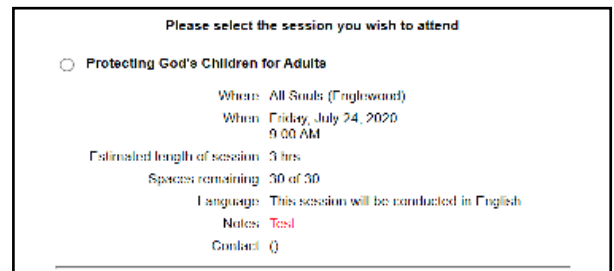 Please select the session you wish to attend
Protecting God's Children for Adults
Where All Souls (Englewood)
When Friday, July 24, 2020
9:00 AM
Estimated length of session 3 hrs
Spaces remaining 30 of 30
Language This session will be conducted in English
Notes Test
Contact ()